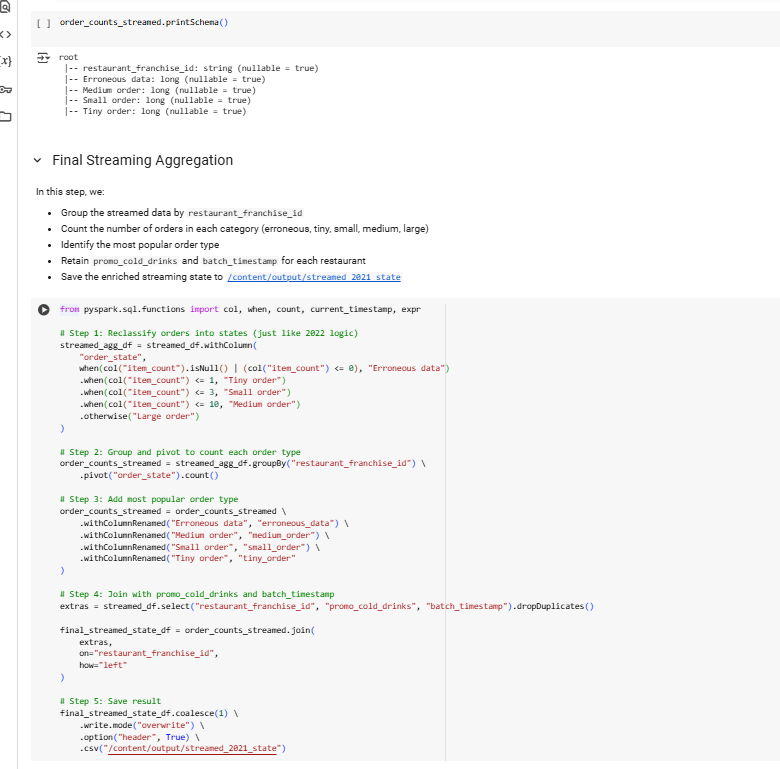 [ ] order_counts_streamed.printSchema()
root
|-- restaurant_franchise_id: string (nullable = true)
|-- Erroneous data: long (nullable = true)
|-- Medium order: long (nullable = true)
|-- Small order: long (nullable = true)
|-- Tiny order: long (nullable = true)
Final Streaming Aggregation
In this step, we:
• Group the streamed data by restaurant_franchise_id
• Count the number of orders in each category (erroneous, tiny, small, medium, large)
• Identify the most popular order type
• Retain promo_cold_drinks and batch_timestamp for each restaurant
• Save the enriched streaming state to /content/output/streamed_2021_state
from pyspark.sql.functions import col, when, count, current_timestamp, expr
# Step 1: Reclassify orders into states (just like 2022 logic)
streamed_agg_df = streamed_df.withColumn(
"order_state",
when(col("item_count").isNull() | (col("item_count") <= 0), "Erroneous data")
.when(col("item_count") <= 1, "Tiny order")
.when(col("item_count") <= 3, "Small order")
.when(col("item_count") <= 10, "Medium order")
.otherwise("Large order")
)
# Step 2: Group and pivot to count each order type
order_counts_streamed = streamed_agg_df.groupBy("restaurant_franchise_id") \
.pivot("order_state").count()
# Step 3: Add most popular order type
order_counts_streamed = order_counts_streamed \
.withColumnRenamed("Erroneous data", "erroneous_data") \
.withColumnRenamed("Medium order", "medium_order") \
.withColumnRenamed("Small order", "small_order") \
.withColumnRenamed("Tiny order", "tiny_order"
)
# Step 4: Join with promo_cold_drinks and batch_timestamp
extras = streamed_df.select("restaurant_franchise_id", "promo_cold_drinks", "batch_timestamp").dropDuplicates()
final_streamed_state_df = order_counts_streamed.join(
extras,
on="restaurant_franchise_id",
how="left"
)
# Step 5: Save result
final_streamed_state_df.coalesce(1) \
.write.mode("overwrite") \
.option("header", True) \
.csv("/content/output/streamed_2021_state")